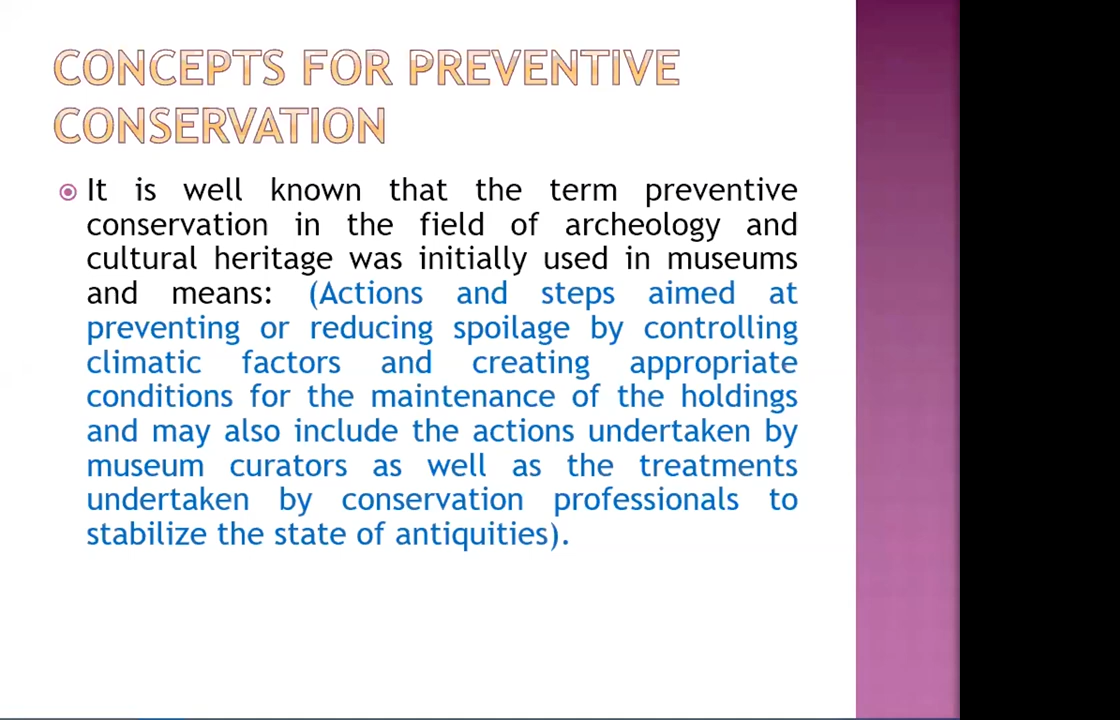 CONCEPTS FOR PREVENTIVE
CONSERVATION
It is well known that the term preventive
conservation in the field of archeology and
cultural heritage was initially used in museums
and means: (Actions and steps aimed at
preventing or reducing spoilage by controlling
climatic factors and creating appropriate
conditions for the maintenance of the holdings
and may also include the actions undertaken by
museum curators as well as the treatments
undertaken by conservation professionals to
stabilize the state of antiquities).